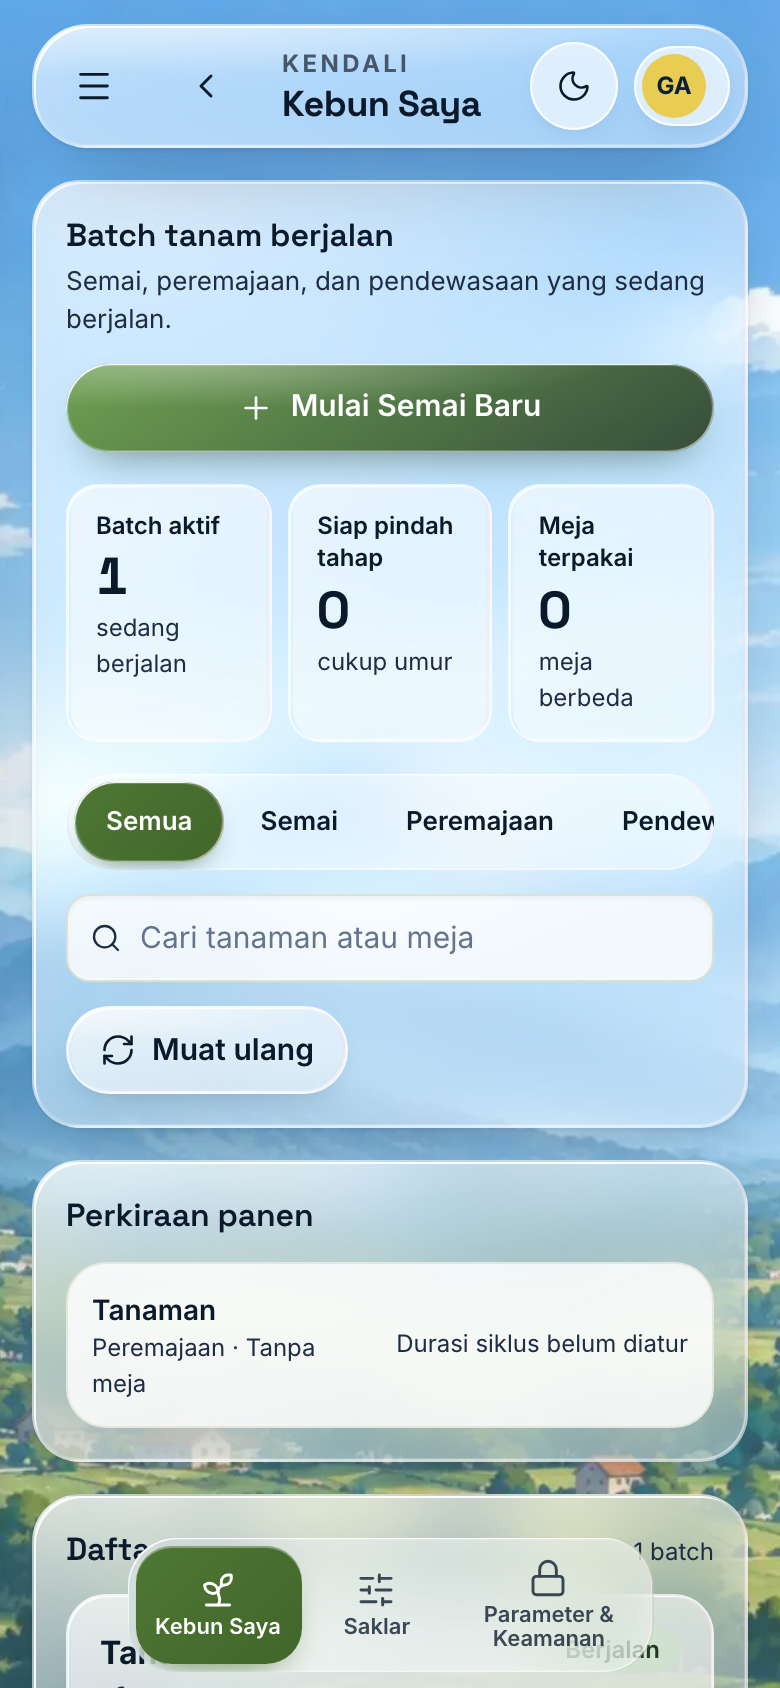 KENDALI
Kebun Saya
GA
Batch tanam berjalan
Semai, peremajaan, dan pendewasaan yang sedang
berjalan.
Mulai Semai Baru
Batch aktif
1
sedang
berjalan
Siap pindah
tahap
0
cukup umur
Meja
terpakai
0
meja
berbeda
Semua
Semai
Peremajaan
Pendew
Cari tanaman atau meja
Muat ulang
Perkiraan panen
Tanaman
Peremajaan · Tanpa
meja
Durasi siklus belum diatur
Dafta
1 batch
Berjalan
Kebun Saya
Saklar
Parameter &
Keamanan